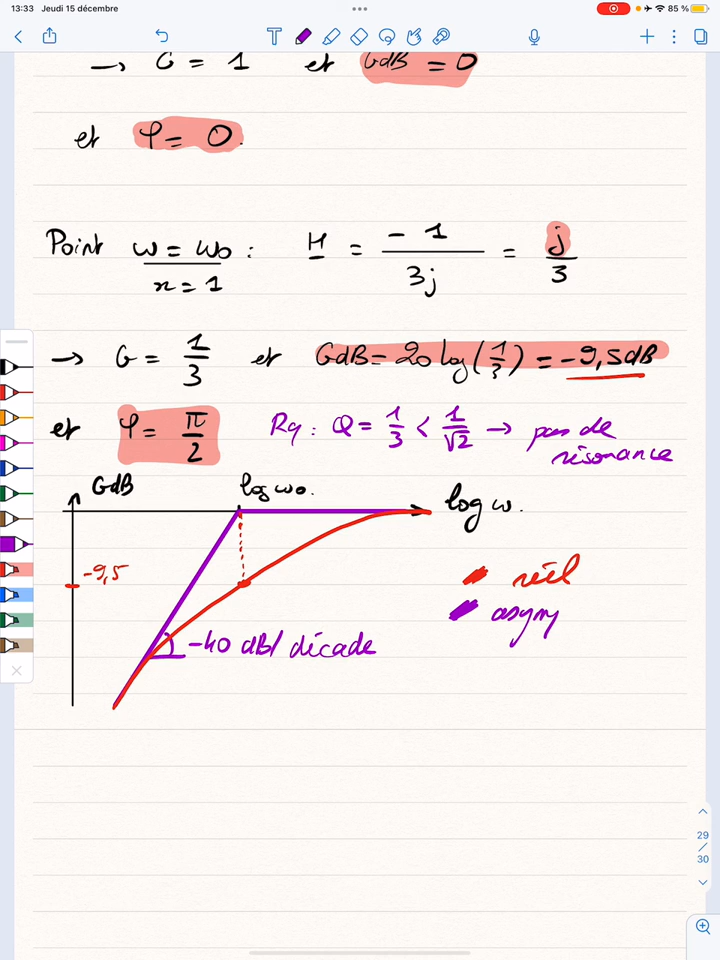 13:33 Jeudi 15 décembre
85 %
→ G = 1 et GdB = 0
et φ = 0.
Point ω = ω0 : H = -1 / 3j = j / 3
x = 1
→ G = 1/3 et GdB = 20 log(1/3) = -9,5 dB
et φ = π/2 Rq : Q = 1/3 < 1/√2 → pas de
résonance
GdB log ω0. log ω.
-9,5
réel
asym
-40 dB/ décade
29
/
30